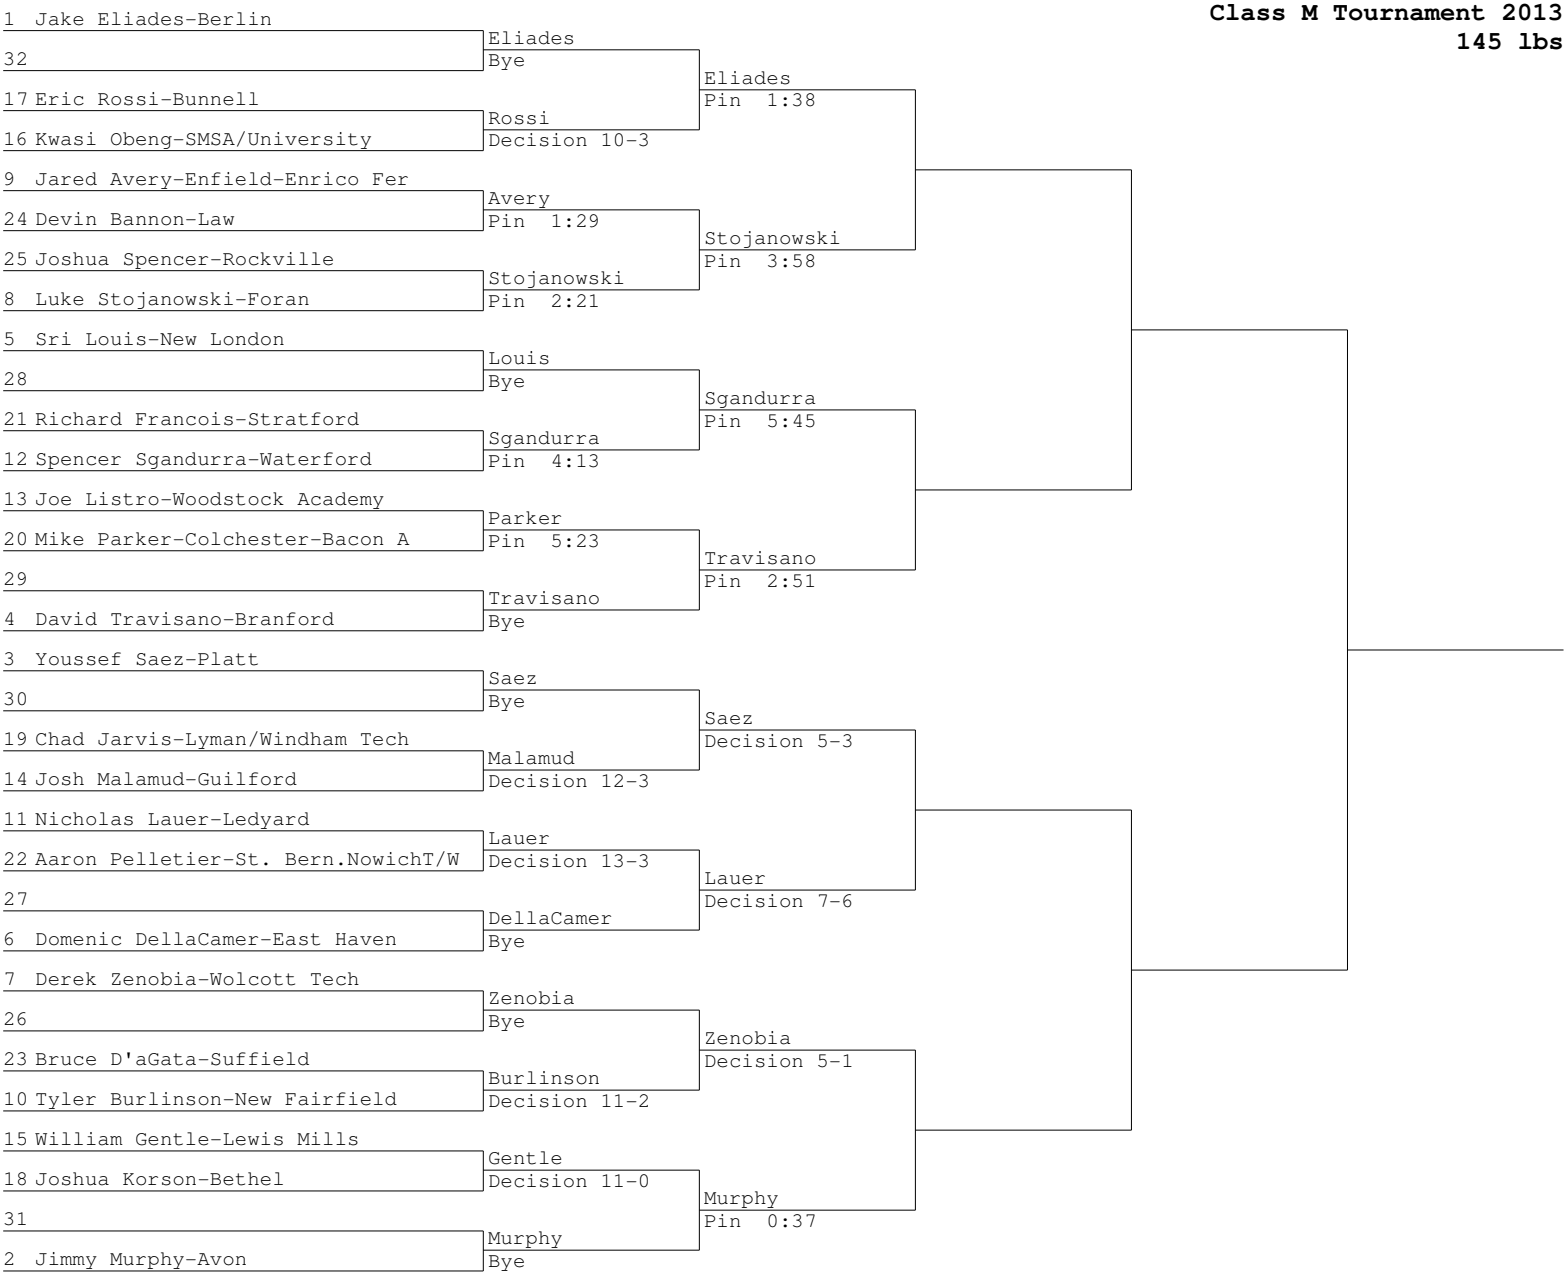 Class M Tournament 2013
145 lbs
1 Jake Eliades-Berlin
Eliades
32
Bye
Eliades
17 Eric Rossi-Bunnell
Pin 1:38
Rossi
16 Kwasi Obeng-SMSA/University
Decision 10-3
9 Jared Avery-Enfield-Enrico Fer
Avery
24 Devin Bannon-Law
Pin 1:29
Stojanowski
25 Joshua Spencer-Rockville
Pin 3:58
Stojanowski
8 Luke Stojanowski-Foran
Pin 2:21
5 Sri Louis-New London
Louis
28
Bye
Sgandurra
21 Richard Francois-Stratford
Pin 5:45
Sgandurra
12 Spencer Sgandurra-Waterford
Pin 4:13
13 Joe Listro-Woodstock Academy
Parker
20 Mike Parker-Colchester-Bacon A
Pin 5:23
Travisano
29
Pin 2:51
Travisano
4 David Travisano-Branford
Bye
3 Youssef Saez-Platt
Saez
30
Bye
Saez
19 Chad Jarvis-Lyman/Windham Tech
Decision 5-3
Malamud
14 Josh Malamud-Guilford
Decision 12-3
11 Nicholas Lauer-Ledyard
Lauer
22 Aaron Pelletier-St. Bern.NowichT/W
Decision 13-3
Lauer
27
Decision 7-6
DellaCamer
6 Domenic DellaCamer-East Haven
Bye
7 Derek Zenobia-Wolcott Tech
Zenobia
26
Bye
Zenobia
23 Bruce D'aGata-Suffield
Decision 5-1
Burlinson
10 Tyler Burlinson-New Fairfield
Decision 11-2
15 William Gentle-Lewis Mills
Gentle
18 Joshua Korson-Bethel
Decision 11-0
Murphy
31
Pin 0:37
Murphy
2 Jimmy Murphy-Avon
Bye